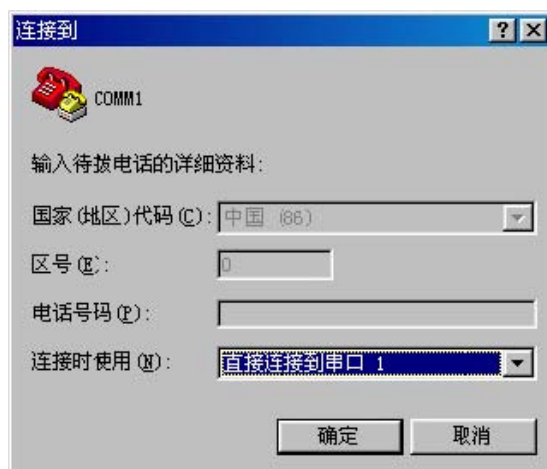 连接到
COMM1
输入待拔电话的详细资料:
国家(地区)代码(C): 中国 (86)
区号(E): 0
电话号码(P):
连接时使用(N): 直接连接到串口 1
确定 取消